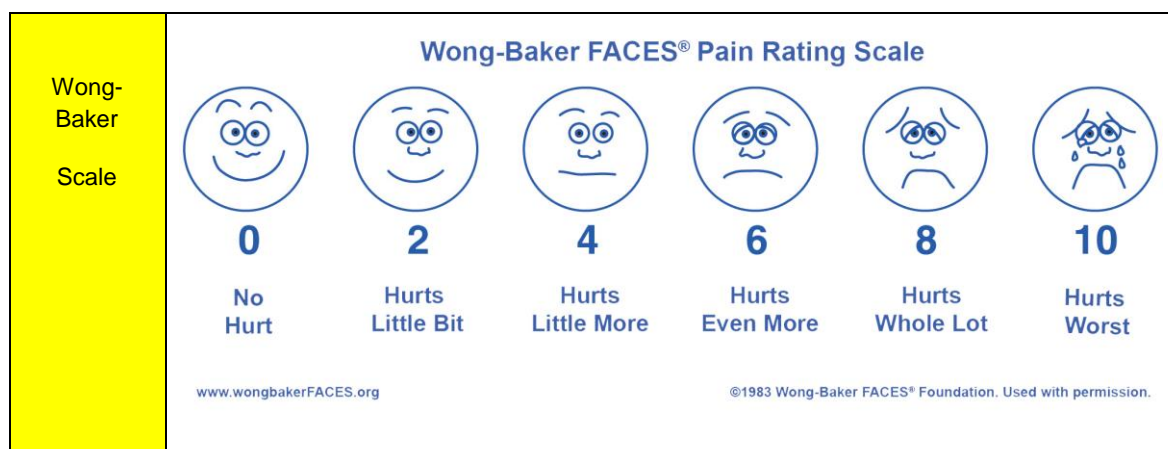 Wong-
Baker
Scale
Wong-Baker FACES® Pain Rating Scale
0
No
Hurt
2
Hurts
Little Bit
4
Hurts
Little More
6
Hurts
Even More
8
Hurts
Whole Lot
10
Hurts
Worst
www.wongbakerFACES.org
©1983 Wong-Baker FACES® Foundation. Used with permission.